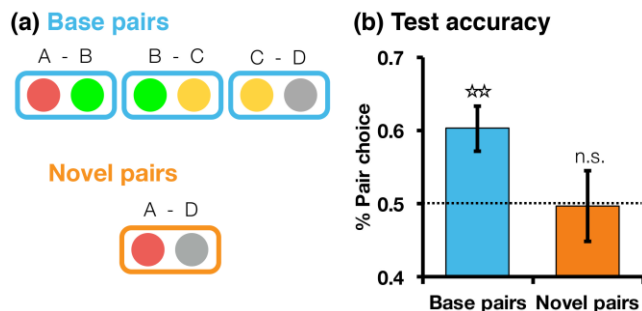 (a) Base pairs
A - B B - C C - D
Novel pairs
A - D
(b) Test accuracy
% Pair choice
0.7
0.6
0.5
0.4
☆☆
n.s.
Base pairs Novel pairs